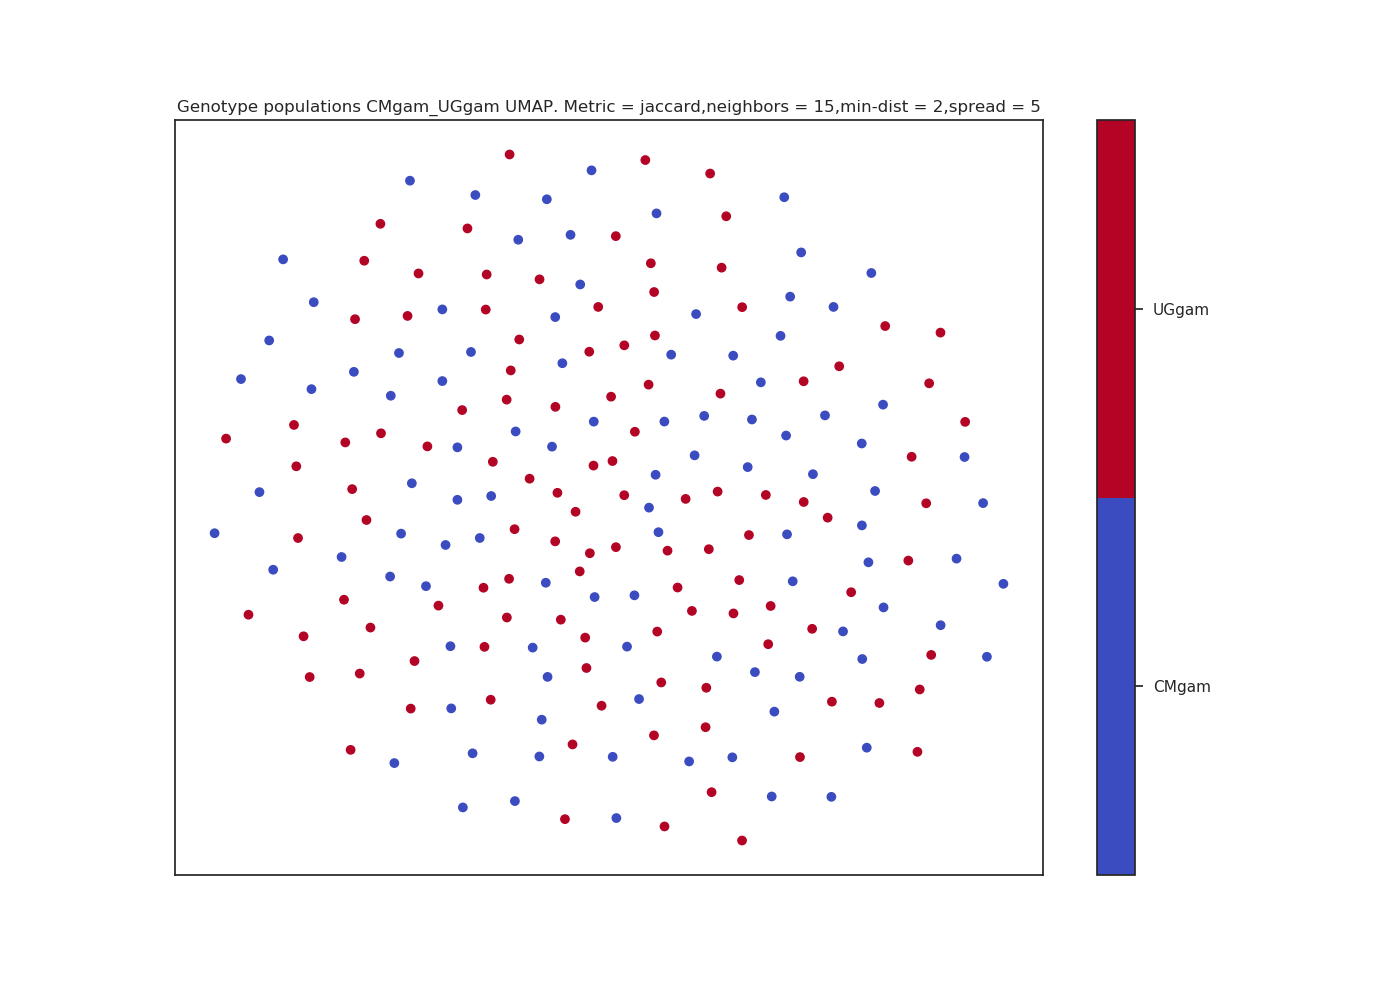 Genotype populations CMgam_UGgam UMAP. Metric = jaccard,neighbors = 15,min-dist = 2,spread = 5
UGgam
CMgam